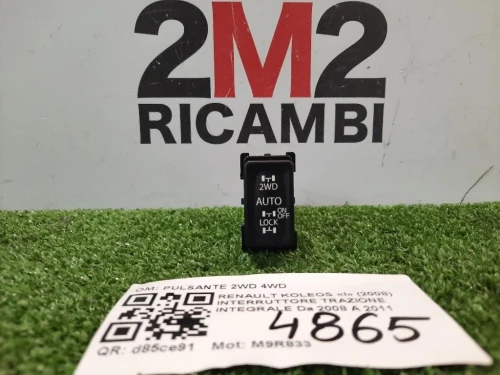 2M2
RICAMBI
2WD
AUTO
ON
OFF
LOCK
OM: PULSANTE 2WD 4WD
RENAULT KOLEOS (2008)
INTERRUTTORE TRAZIONE
INTEGRALE Da 2008 A 2011
4865
QR: d85ce91 Mot: M9R833